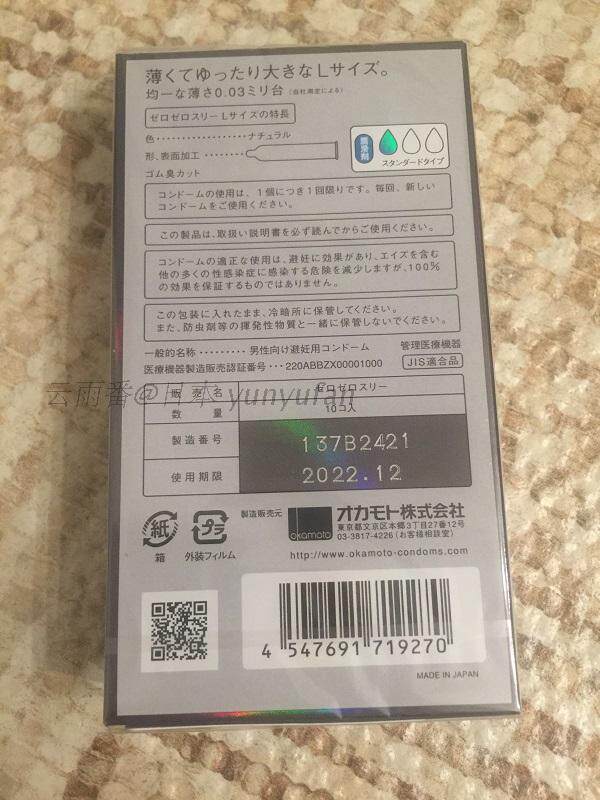 薄くてゆったり大きなLサイズ。
均一な薄さ0.03ミリ台(自社測定による)
ゼロゼロスリー Lサイズの特長
色・・・・・・・・・・・・・・・・・・ナチュラル
形、表面加工・・・・
潤滑剤
スタンダードタイプ
ゴム臭カット
コンドームの使用は、1個につき1回限りです。毎回、新しい
コンドームをご使用ください。
この製品は、取扱い説明書を必ず読んでからご使用ください。
コンドームの適正な使用は、避妊に効果があり、エイズを含む
他の多くの性感染症に感染する危険を減少しますが、100%
の効果を保証するものではありません。
この包装に入れたまま、冷暗所に保管してください。
また、防虫剤等の揮発性物質と一緒に保管しないでください。
一般的名称・・・・・・・・・男性向け避妊用コンドーム 管理医療機器
医療機器製造販売認証番号・・・220ABBZX00001000 JIS適合品
云雨番@日本 yunyufan
販売名 ゼロゼロスリー
数量 10コ入
製造番号 137B2421
使用期限 2022.12
紙
箱
プラ
外装フィルム
製造販売元
okamoto
オカモト株式会社
東京都文京区本郷3丁目27番12号
03-3817-4226(お客様相談室)
http://www.okamoto-condoms.com
4 547691 719270
MADE IN JAPAN